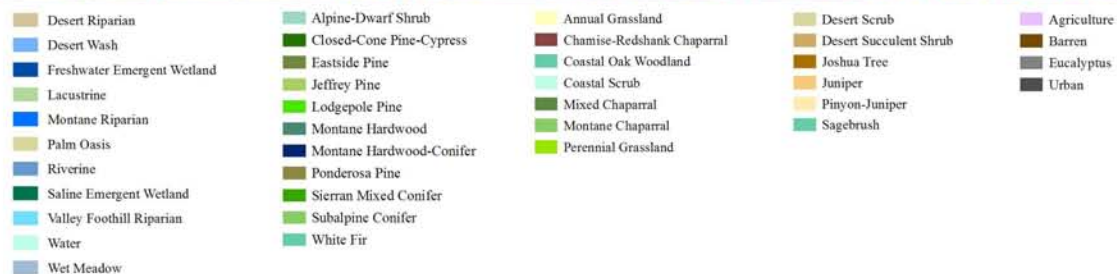 Desert Riparian
Desert Wash
Freshwater Emergent Wetland
Lacustrine
Montane Riparian
Palm Oasis
Riverine
Saline Emergent Wetland
Valley Foothill Riparian
Water
Wet Meadow
Alpine-Dwarf Shrub
Closed-Cone Pine-Cypress
Eastside Pine
Jeffrey Pine
Lodgepole Pine
Montane Hardwood
Montane Hardwood-Conifer
Ponderosa Pine
Sierran Mixed Conifer
Subalpine Conifer
White Fir
Annual Grassland
Chamise-Redshank Chaparral
Coastal Oak Woodland
Coastal Scrub
Mixed Chaparral
Montane Chaparral
Perennial Grassland
Desert Scrub
Desert Succulent Shrub
Joshua Tree
Juniper
Pinyon-Juniper
Sagebrush
Agriculture
Barren
Eucalyptus
Urban